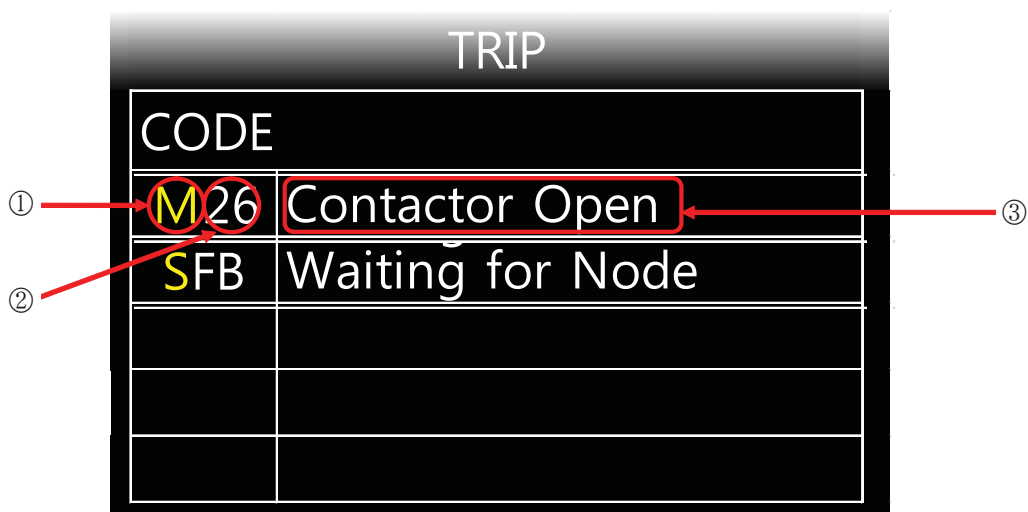 TRIP
CODE
① M26 Contactor Open ③
② SFB Waiting for Node